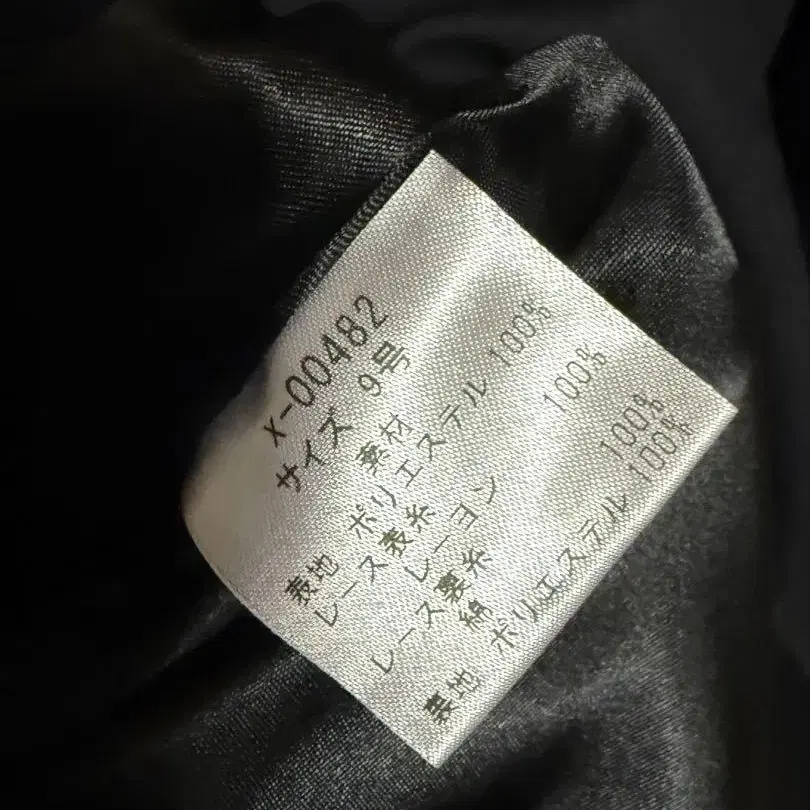 x-00482
サイズ 9号
素材
表地 ポリエステル 100%
レース表糸
レーヨン 100%
レース裏糸
綿 100%
裏地 ポリエステル 100%